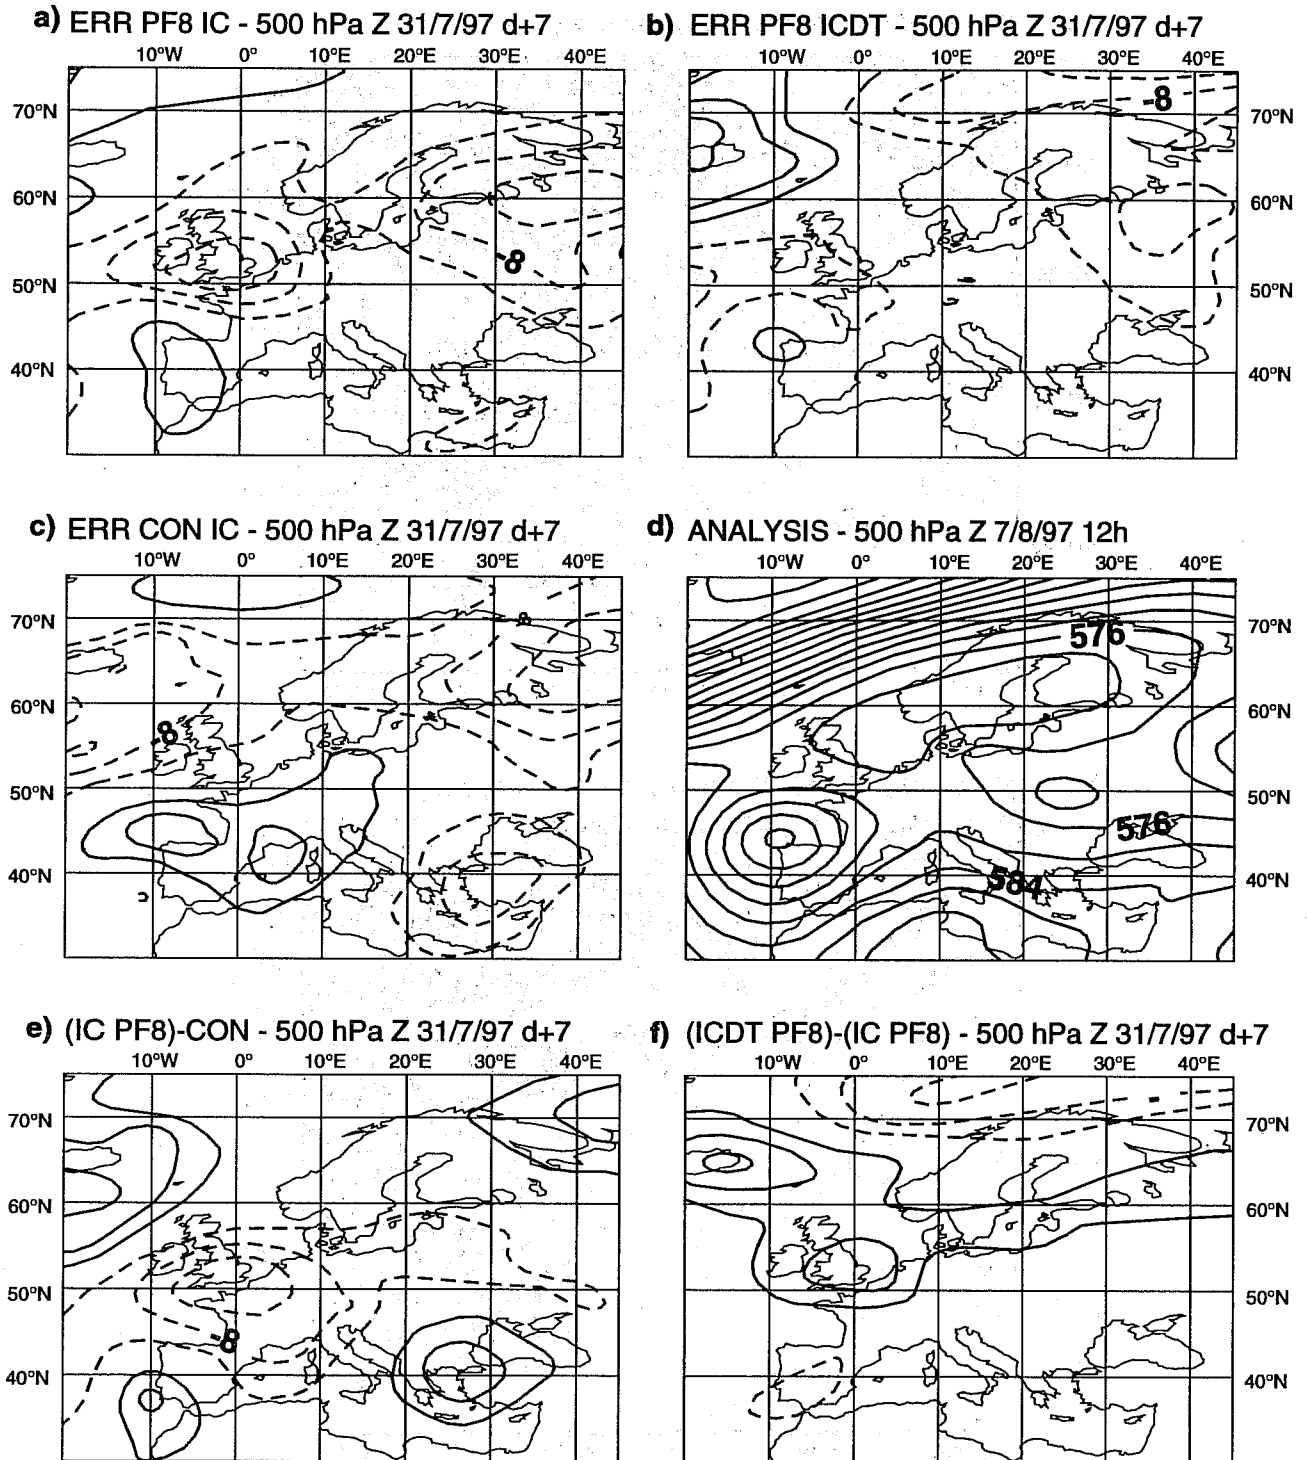 a) ERR PF8 IC - 500 hPa Z 31/7/97 d+7
10°W 0° 10°E 20°E 30°E 40°E
70°N
60°N
50°N
40°N
-8
b) ERR PF8 ICDT - 500 hPa Z 31/7/97 d+7
10°W 0° 10°E 20°E 30°E 40°E
-8
70°N
60°N
50°N
40°N
c) ERR CON IC - 500 hPa Z 31/7/97 d+7
10°W 0° 10°E 20°E 30°E 40°E
70°N
60°N
50°N
40°N
8
-8
d) ANALYSIS - 500 hPa Z 7/8/97 12h
10°W 0° 10°E 20°E 30°E 40°E
576
576
584
70°N
60°N
50°N
40°N
e) (IC PF8)-CON - 500 hPa Z 31/7/97 d+7
10°W 0° 10°E 20°E 30°E 40°E
70°N
60°N
50°N
40°N
-8
f) (ICDT PF8)-(IC PF8) - 500 hPa Z 31/7/97 d+7
10°W 0° 10°E 20°E 30°E 40°E
70°N
60°N
50°N
40°N